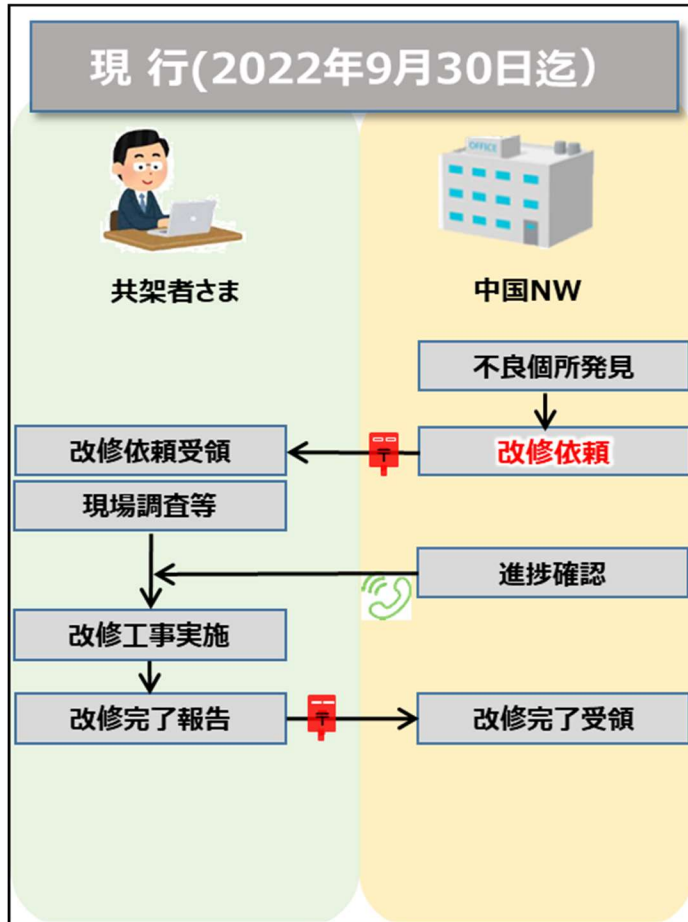 現 行(2022年9月30日迄）
OFFICE
共架者さま
中国NW
不良個所発見
改修依頼受領
〒
改修依頼
現場調査等
進捗確認
改修工事実施
改修完了報告
〒
改修完了受領